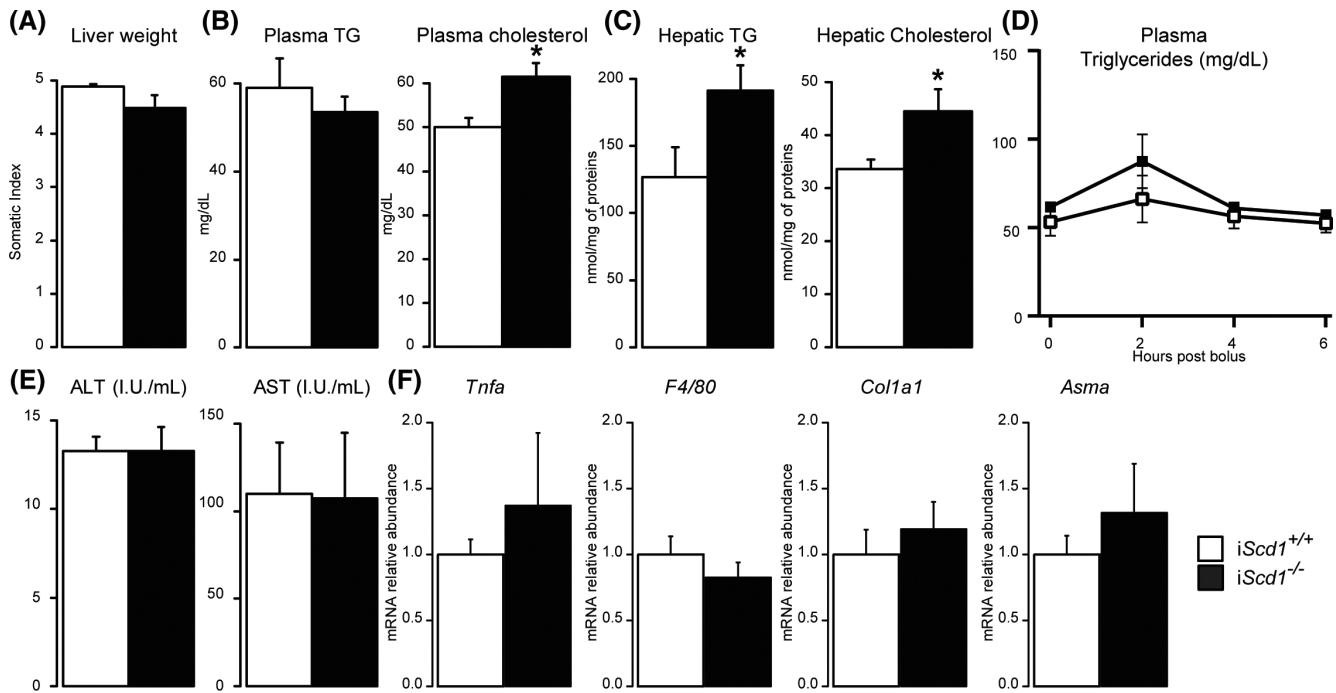 (A)
Liver weight
Somatic Index
5
4
3
2
1
0
(B)
Plasma TG
mg/dL
60
40
20
0
Plasma cholesterol
*
mg/dL
60
50
40
30
20
10
0
(C)
Hepatic TG
*
nmol/mg of proteins
200
150
100
50
0
Hepatic Cholesterol
*
nmol/mg of proteins
50
40
30
20
10
0
(D)
Plasma
Triglycerides (mg/dL)
150
100
50
0
0 2 4 6
Hours post bolus
(E)
ALT (I.U./mL)
15
10
5
0
AST (I.U./mL)
150
100
50
0
(F)
Tnfa
mRNA relative abundance
2.0
1.5
1.0
0.5
0
F4/80
mRNA relative abundance
2.0
1.5
1.0
0.5
0
Col1a1
mRNA relative abundance
2.0
1.5
1.0
0.5
0
Asma
mRNA relative abundance
2.0
1.5
1.0
0.5
0
iScd1+/+
iScd1-/-